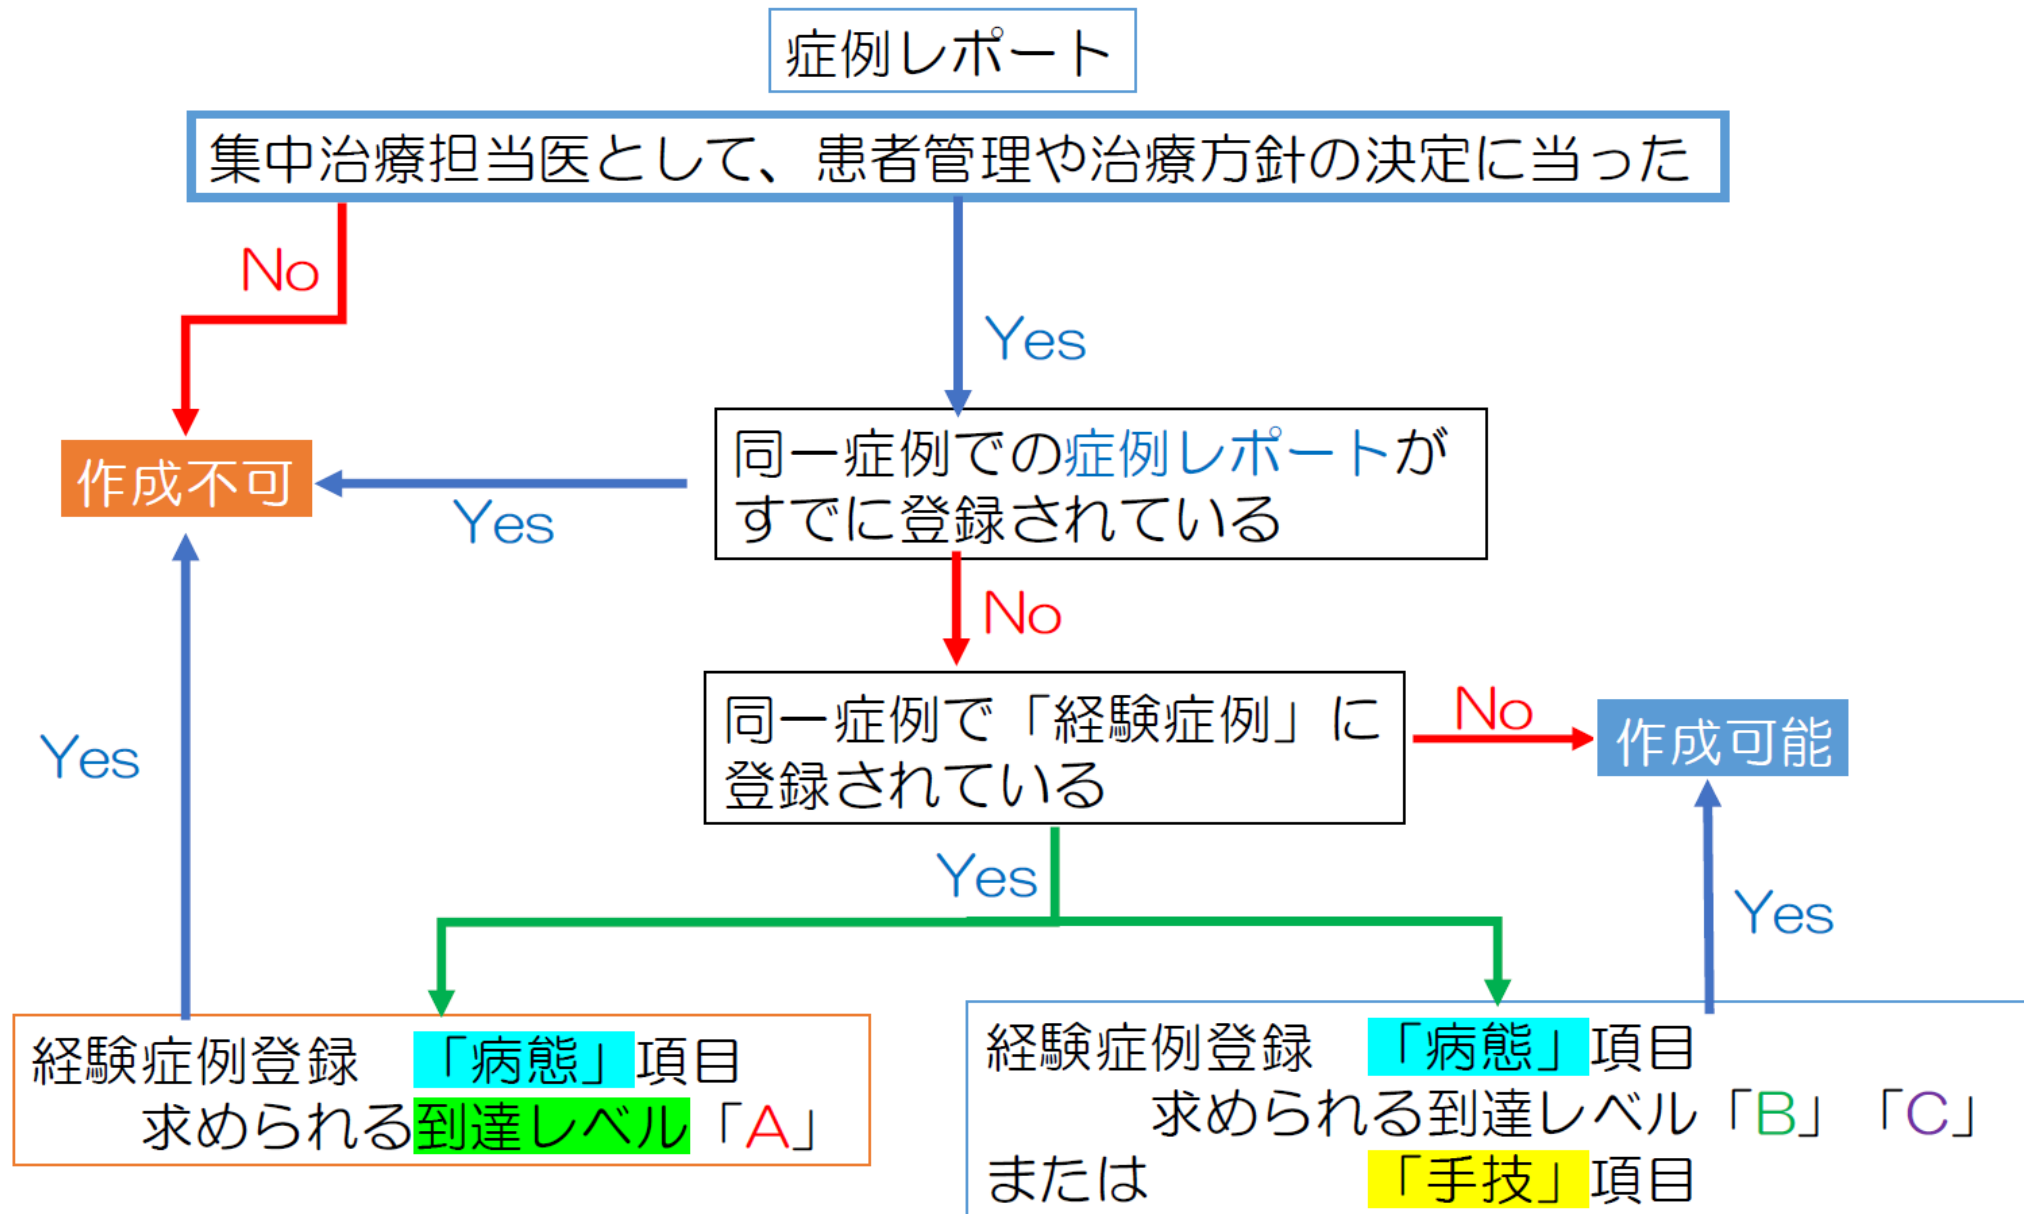 症例レポート
集中治療担当医として、患者管理や治療方針の決定に当った
No
Yes
同一症例での症例レポートが
すでに登録されている
作成不可
Yes
No
同一症例で「経験症例」に
登録されている
No
作成可能
Yes
Yes
Yes
経験症例登録 「病態」項目
求められる到達レベル「A」
経験症例登録 「病態」項目
求められる到達レベル「B」「C」
または 「手技」項目